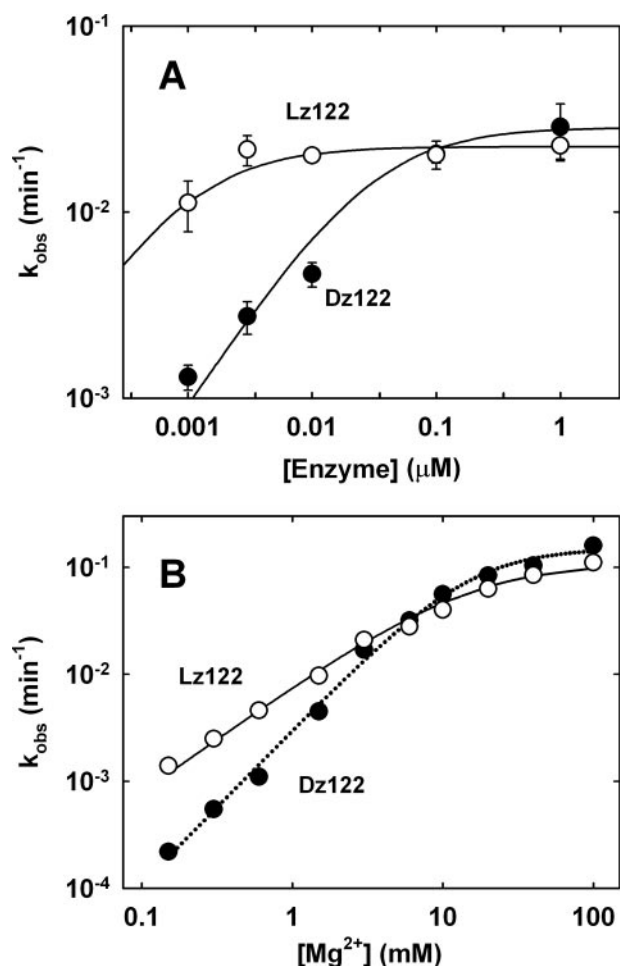 10⁻¹
A
Lz122
k_obs (min⁻¹)
10⁻²
Dz122
10⁻³
0.001 0.01 0.1 1
[Enzyme] (μM)
B
10⁻¹
Lz122
k_obs (min⁻¹)
10⁻²
10⁻³
Dz122
10⁻⁴
0.1 1 10 100
[Mg²⁺] (mM)